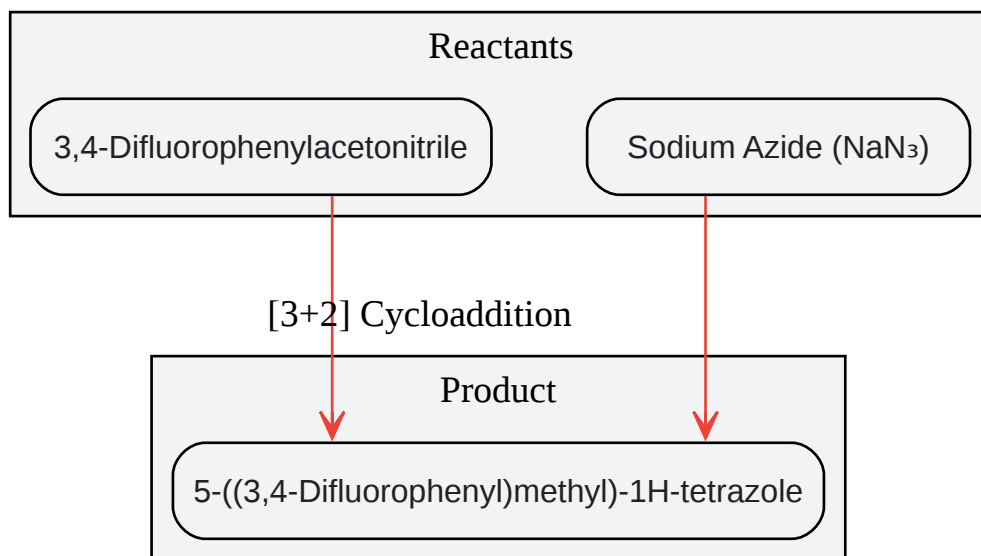 Reactants
3,4-Difluorophenylacetonitrile
Sodium Azide (NaN₃)
[3+2] Cycloaddition
Product
5-((3,4-Difluorophenyl)methyl)-1H-tetrazole